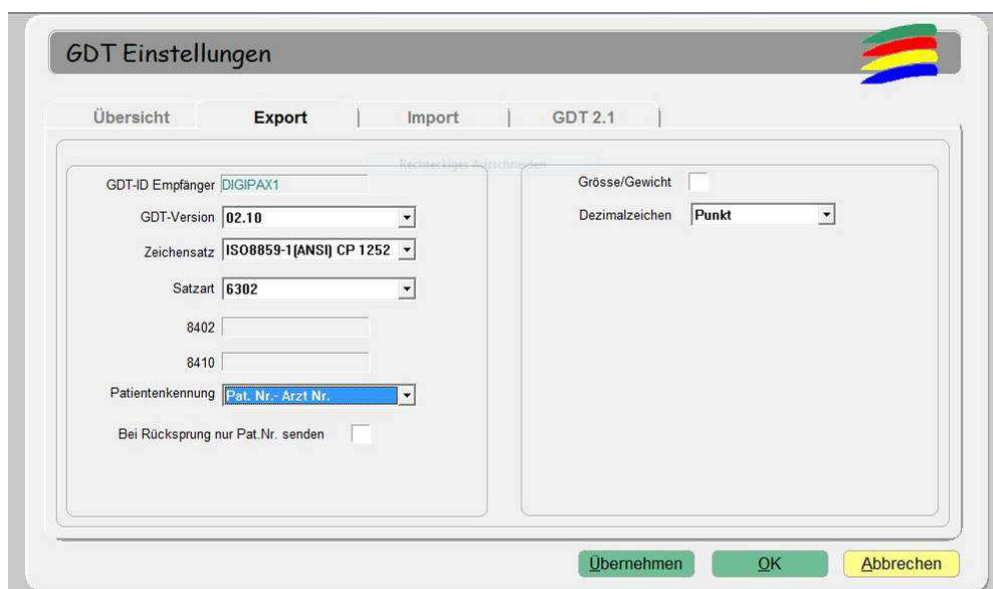 GDT Einstellungen
Übersicht Export Import GDT 2.1
Rechteckiges Ausschneiden
GDT-ID Empfänger DIGIPAX1
GDT-Version 02.10
Zeichensatz ISO8859-1(ANSI) CP 1252
Satzart 6302
8402
8410
Patientenkennung Pat. Nr.- Arzt Nr.
Bei Rücksprung nur Pat.Nr. senden
Grösse/Gewicht
Dezimalzeichen Punkt
Übernehmen OK Abbrechen